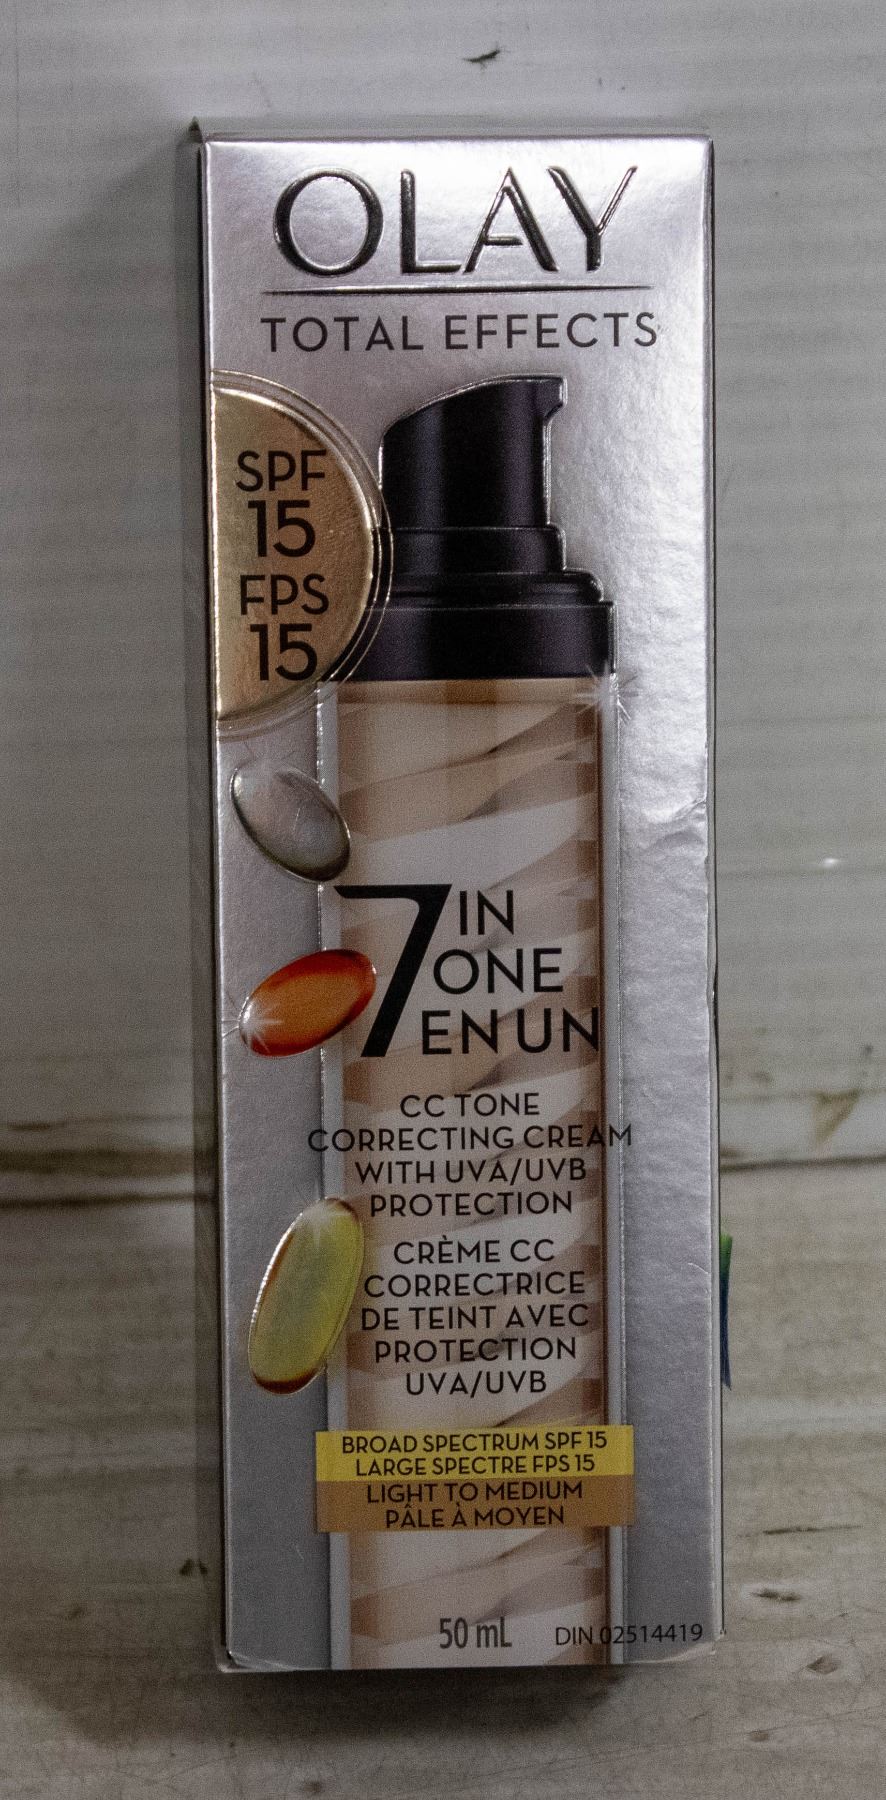 OLAY
TOTAL EFFECTS
SPF
15
FPS
15
7 IN
ONE
EN UN
CC TONE
CORRECTING CREAM
WITH UVA/UVB
PROTECTION
CRÈME CC
CORRECTRICE
DE TEINT AVEC
PROTECTION
UVA/UVB
BROAD SPECTRUM SPF 15
LARGE SPECTRE FPS 15
LIGHT TO MEDIUM
PÂLE À MOYEN
50 mL DIN 02514419